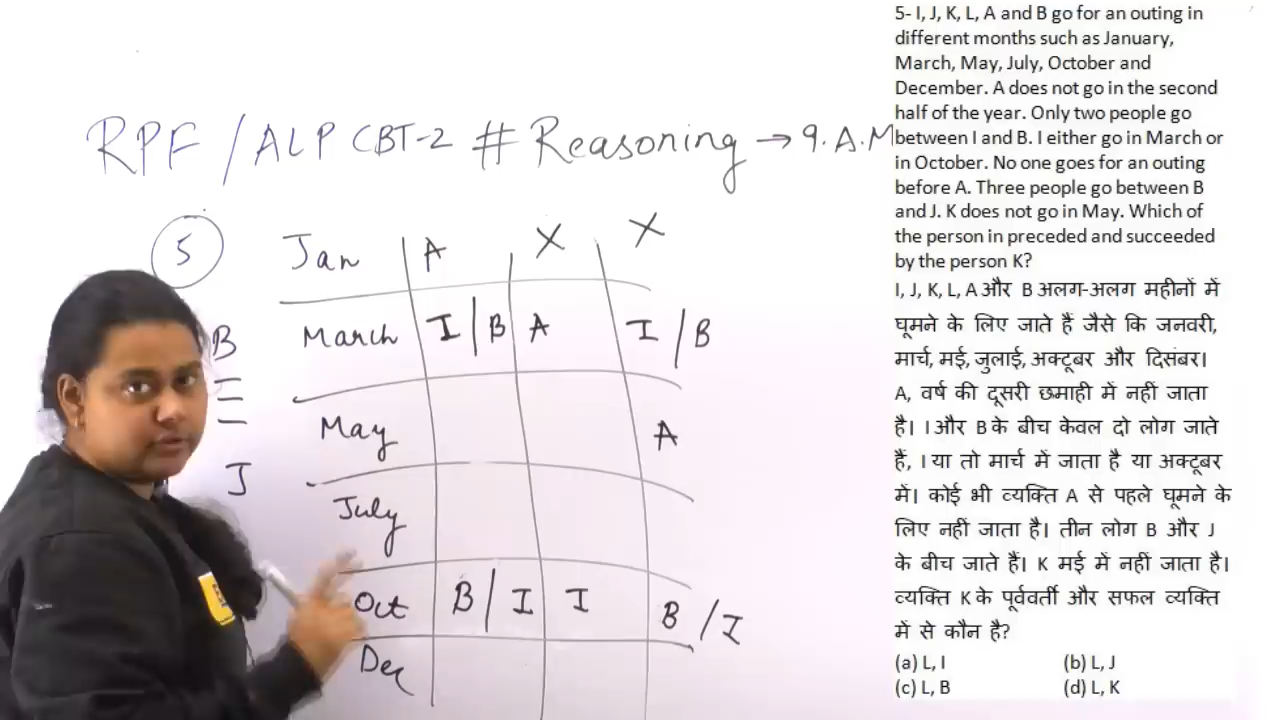 RPF / ALP CBT-2 # Reasoning → 9.A.M
5
Jan A X X
B March I/B A I/B
May A
J
July
Oct B/I I B/I
Dec
5- I, J, K, L, A and B go for an outing in
different months such as January,
March, May, July, October and
December. A does not go in the second
half of the year. Only two people go
between I and B. I either go in March or
in October. No one goes for an outing
before A. Three people go between B
and J. K does not go in May. Which of
the person in preceded and succeeded
by the person K?
I, J, K, L, A और B अलग-अलग महीनों में
घूमने के लिए जाते हैं जैसे कि जनवरी,
मार्च, मई, जुलाई, अक्टूबर और दिसंबर।
A, वर्ष की दूसरी छमाही में नहीं जाता
है। I और B के बीच केवल दो लोग जाते
हैं, I या तो मार्च में जाता है या अक्टूबर
में। कोई भी व्यक्ति A से पहले घूमने के
लिए नहीं जाता है। तीन लोग B और J
के बीच जाते हैं। K मई में नहीं जाता है।
व्यक्ति K के पूर्ववर्ती और सफल व्यक्ति
में से कौन है?
(a) L, I (b) L, J
(c) L, B (d) L, K